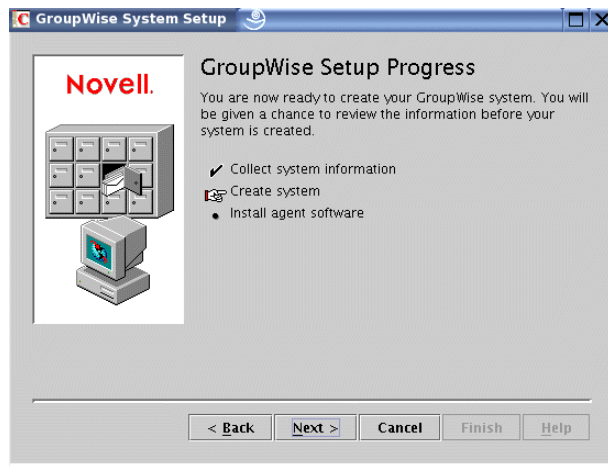 GroupWise System Setup
Novell.
GroupWise Setup Progress
You are now ready to create your GroupWise system. You will
be given a chance to review the information before your
system is created.
Collect system information
Create system
Install agent software
< Back Next > Cancel Finish Help